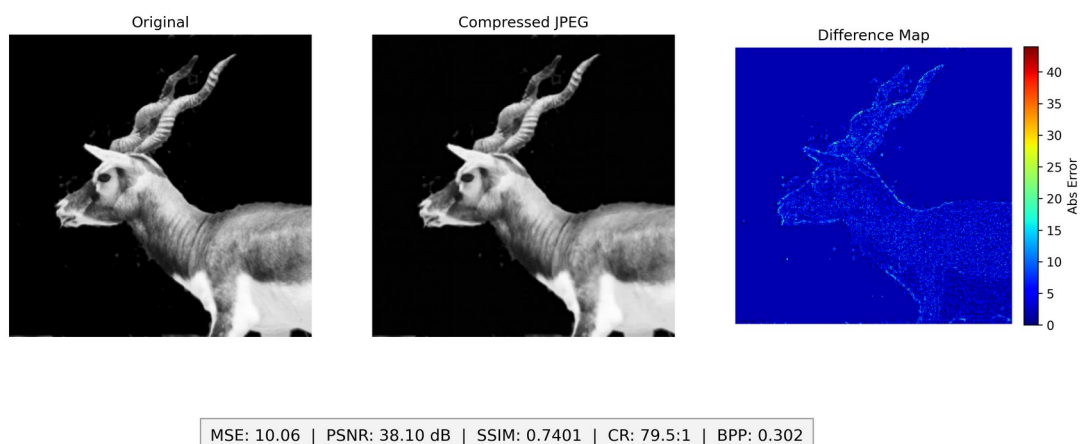 Original
Compressed JPEG
Difference Map
40
35
30
25
20
15
10
5
0
Abs Error
MSE: 10.06 | PSNR: 38.10 dB | SSIM: 0.7401 | CR: 79.5:1 | BPP: 0.302